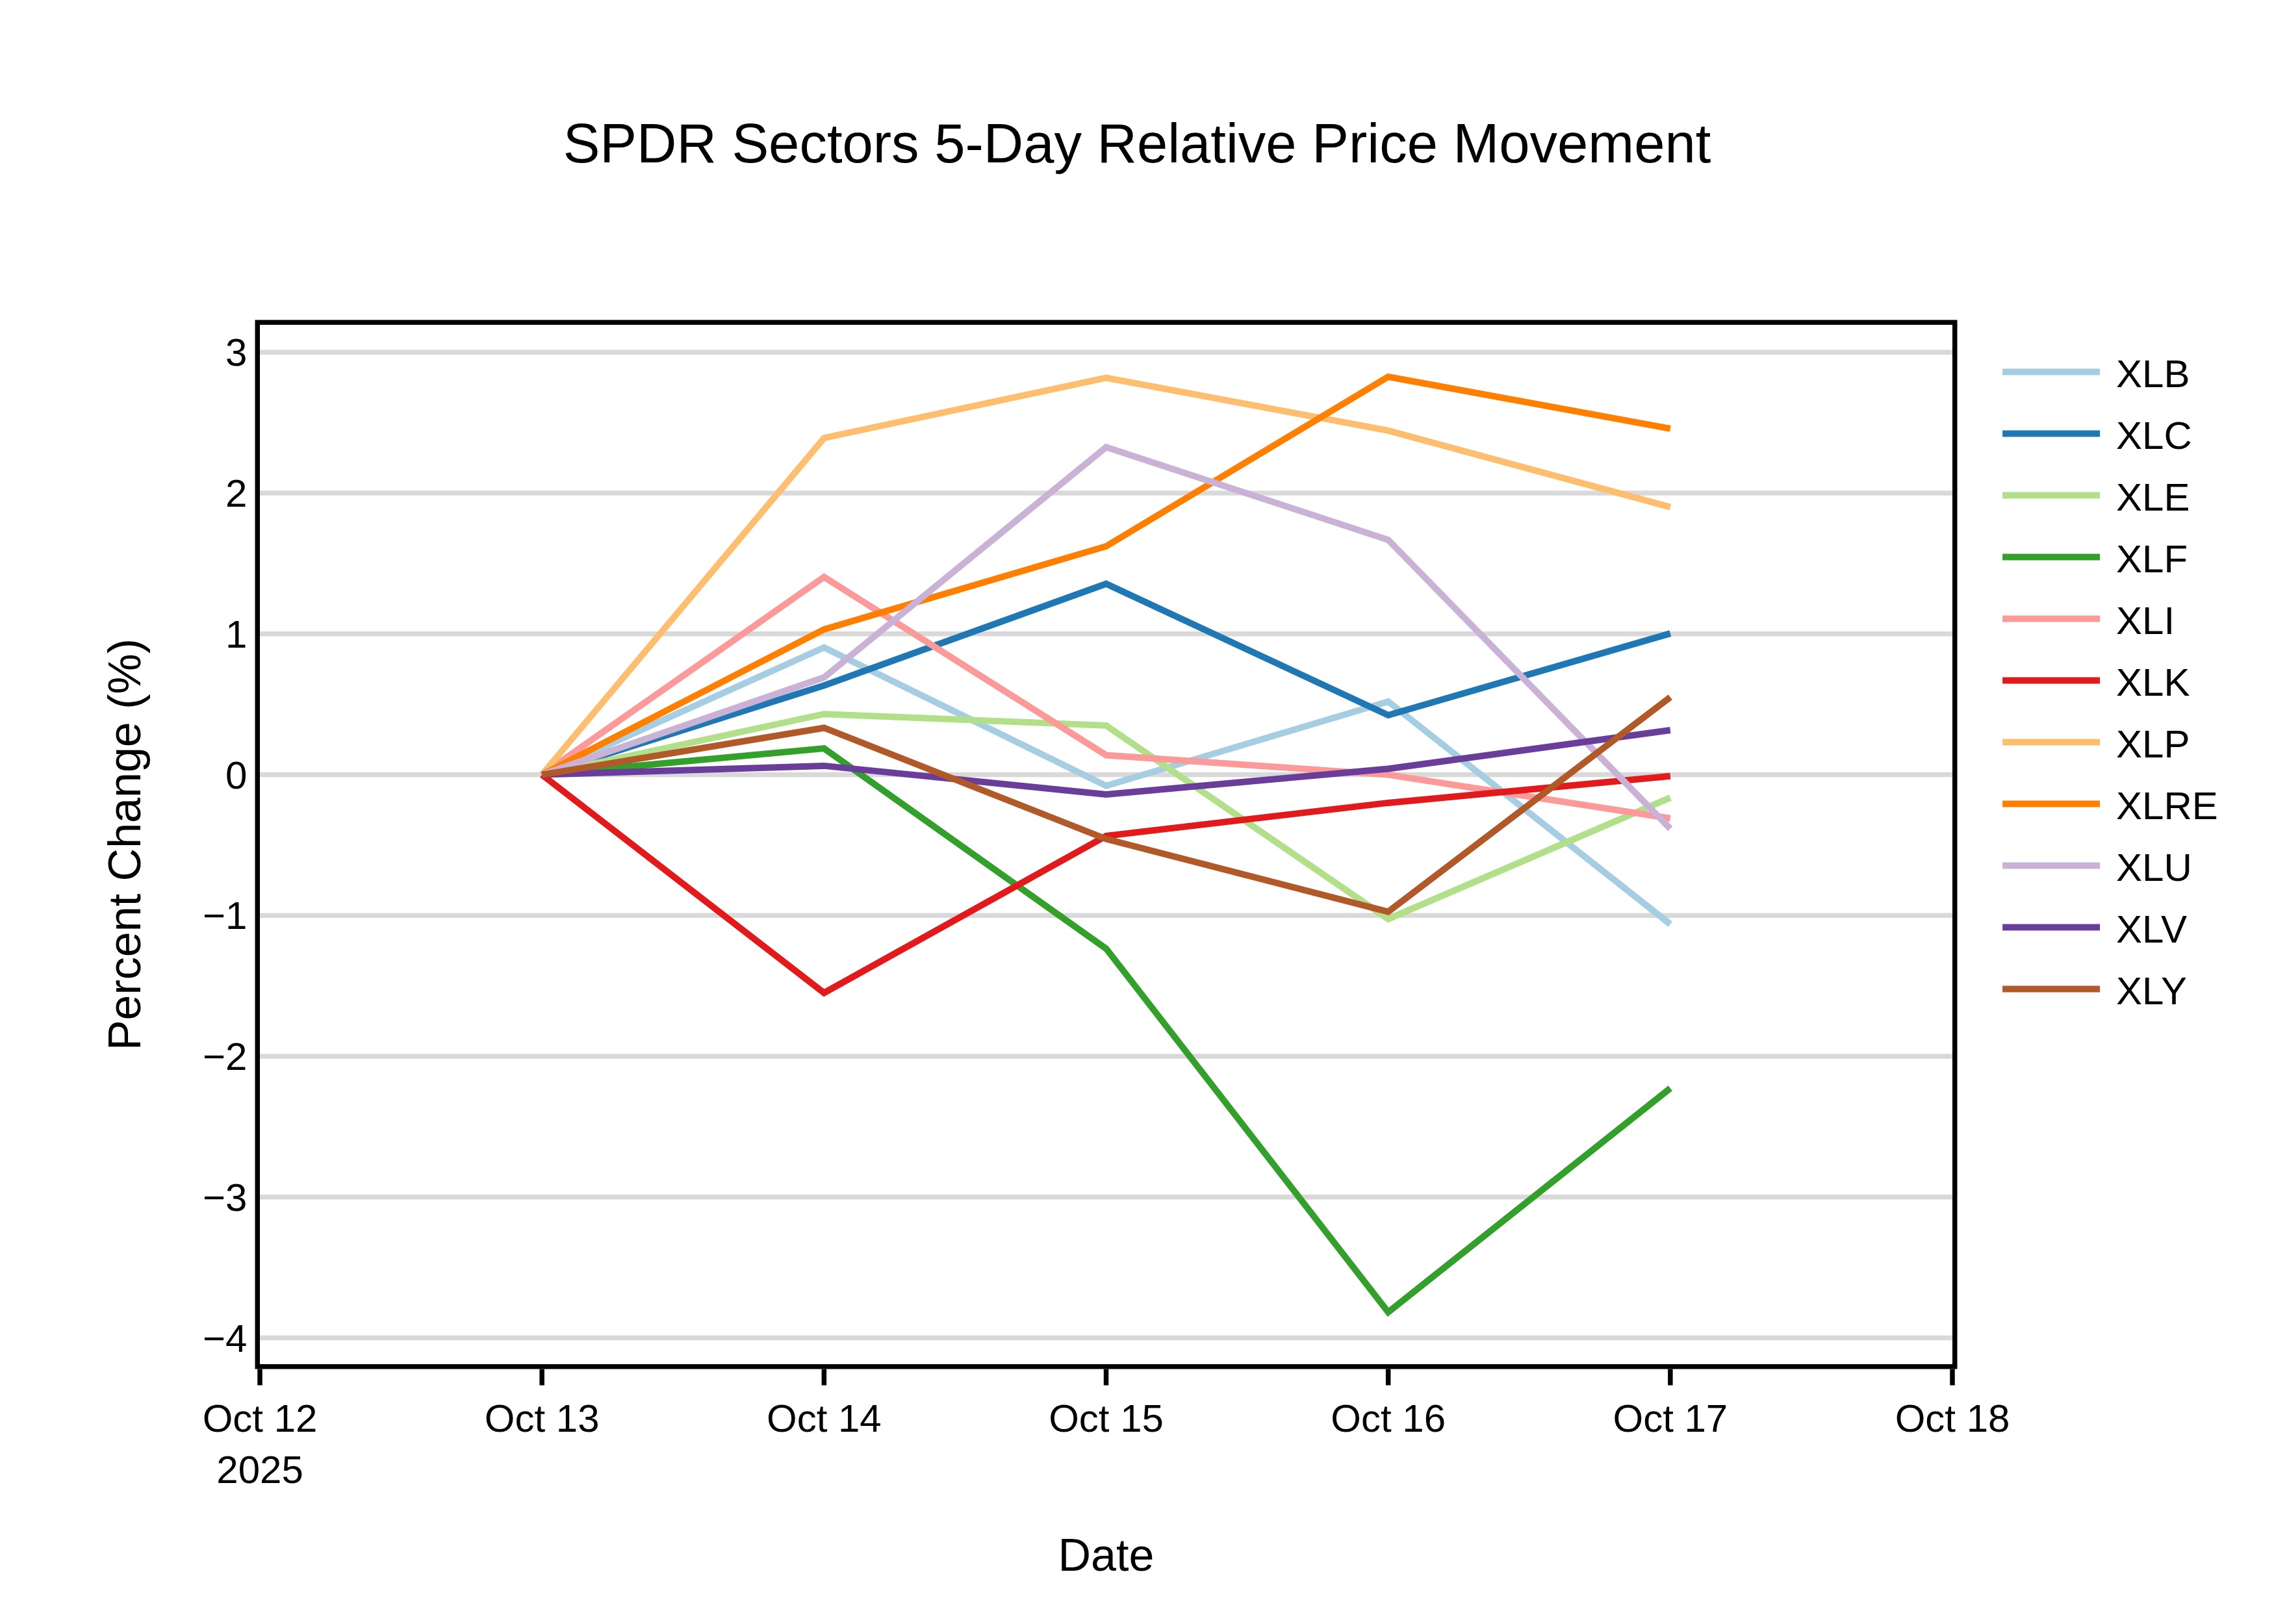 SPDR Sectors 5-Day Relative Price Movement
3
2
1
0
−1
−2
−3
−4
Percent Change (%)
Oct 12
2025
Oct 13
Oct 14
Oct 15
Oct 16
Oct 17
Oct 18
Date
XLB
XLC
XLE
XLF
XLI
XLK
XLP
XLRE
XLU
XLV
XLY